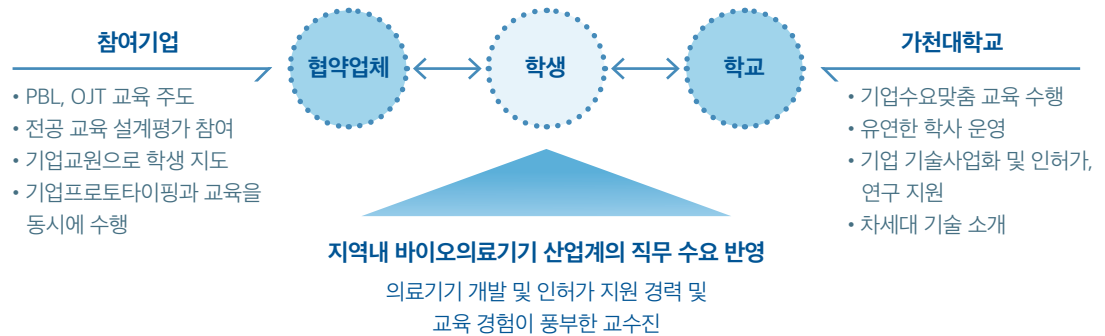 참여기업
• PBL, OJT 교육 주도
• 전공 교육 설계평가 참여
• 기업교원으로 학생 지도
• 기업프로토타이핑과 교육을
동시에 수행
협약업체
학생
학교
가천대학교
• 기업수요맞춤 교육 수행
• 유연한 학사 운영
• 기업 기술사업화 및 인허가,
연구 지원
• 차세대 기술 소개
지역내 바이오의료기기 산업계의 직무 수요 반영
의료기기 개발 및 인허가 지원 경력 및
교육 경험이 풍부한 교수진